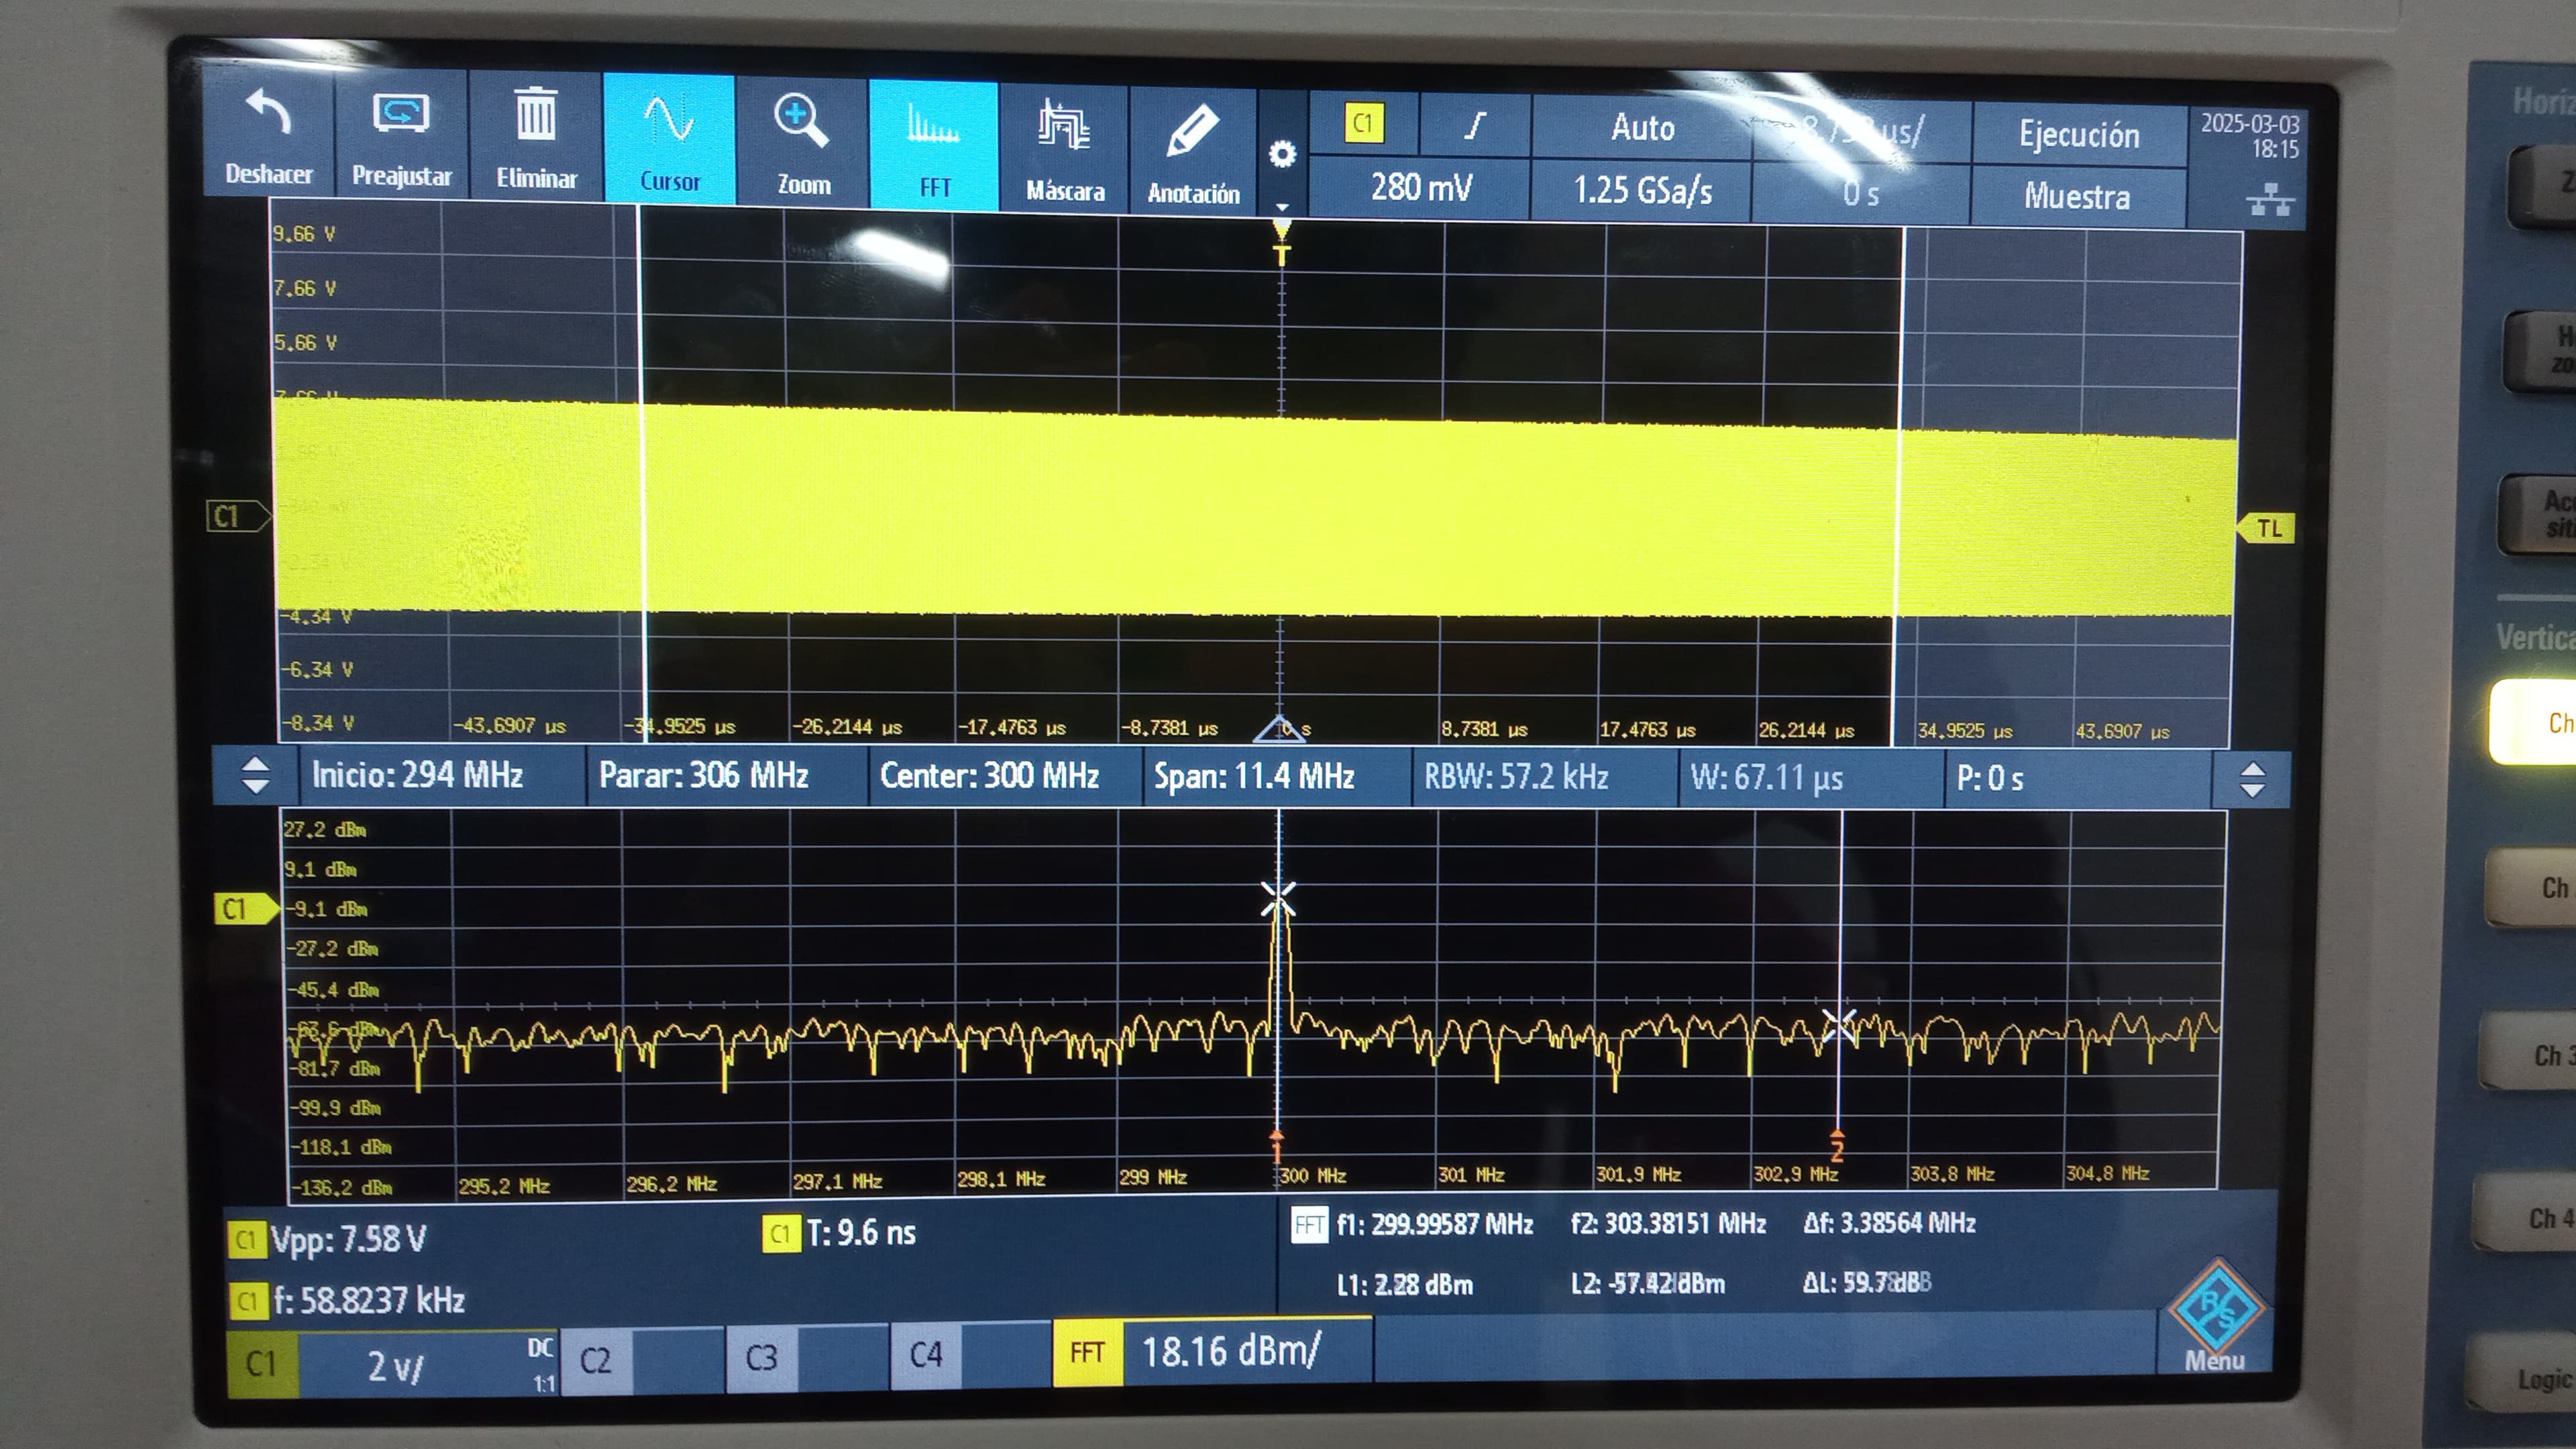 Deshacer Preajustar Eliminar Cursor Zoom FFT Máscara Anotación
C1 Auto Ejecución 2025-03-03
18:15
280 mV 1.25 GSa/s 0 s Muestra
Horiz
9.66 V
T
7.66 V
5.66 V
C1 TL
-4.34 V
-6.34 V
-8.34 V -43.6907 µs -34.9525 µs -26.2144 µs -17.4763 µs -8.7381 µs 0 s 8.7381 µs 17.4763 µs 26.2144 µs 34.9525 µs 43.6907 µs
Inicio: 294 MHz Parar: 306 MHz Center: 300 MHz Span: 11.4 MHz RBW: 57.2 kHz W: 67.11 µs P: 0 s
27.2 dBm
9.1 dBm
C1 -9.1 dBm
-27.2 dBm
-45.4 dBm
-63.6 dBm
-81.7 dBm
-99.9 dBm
-118.1 dBm
1 2
-136.2 dBm 295.2 MHz 296.2 MHz 297.1 MHz 298.1 MHz 299 MHz 300 MHz 301 MHz 301.9 MHz 302.9 MHz 303.8 MHz 304.8 MHz
C1 Vpp: 7.58 V C1 T: 9.6 ns FFT f1: 299.99587 MHz f2: 303.38151 MHz Δf: 3.38564 MHz
C1 f: 58.8237 kHz L1: 2.28 dBm L2: dBm ΔL: dB
C1 2 V/ DC
1:1
C2 C3 C4 FFT 18.16 dBm/
R S
Menu
Vertica
Ch
Ch
Ch 3
Ch 4
Logic